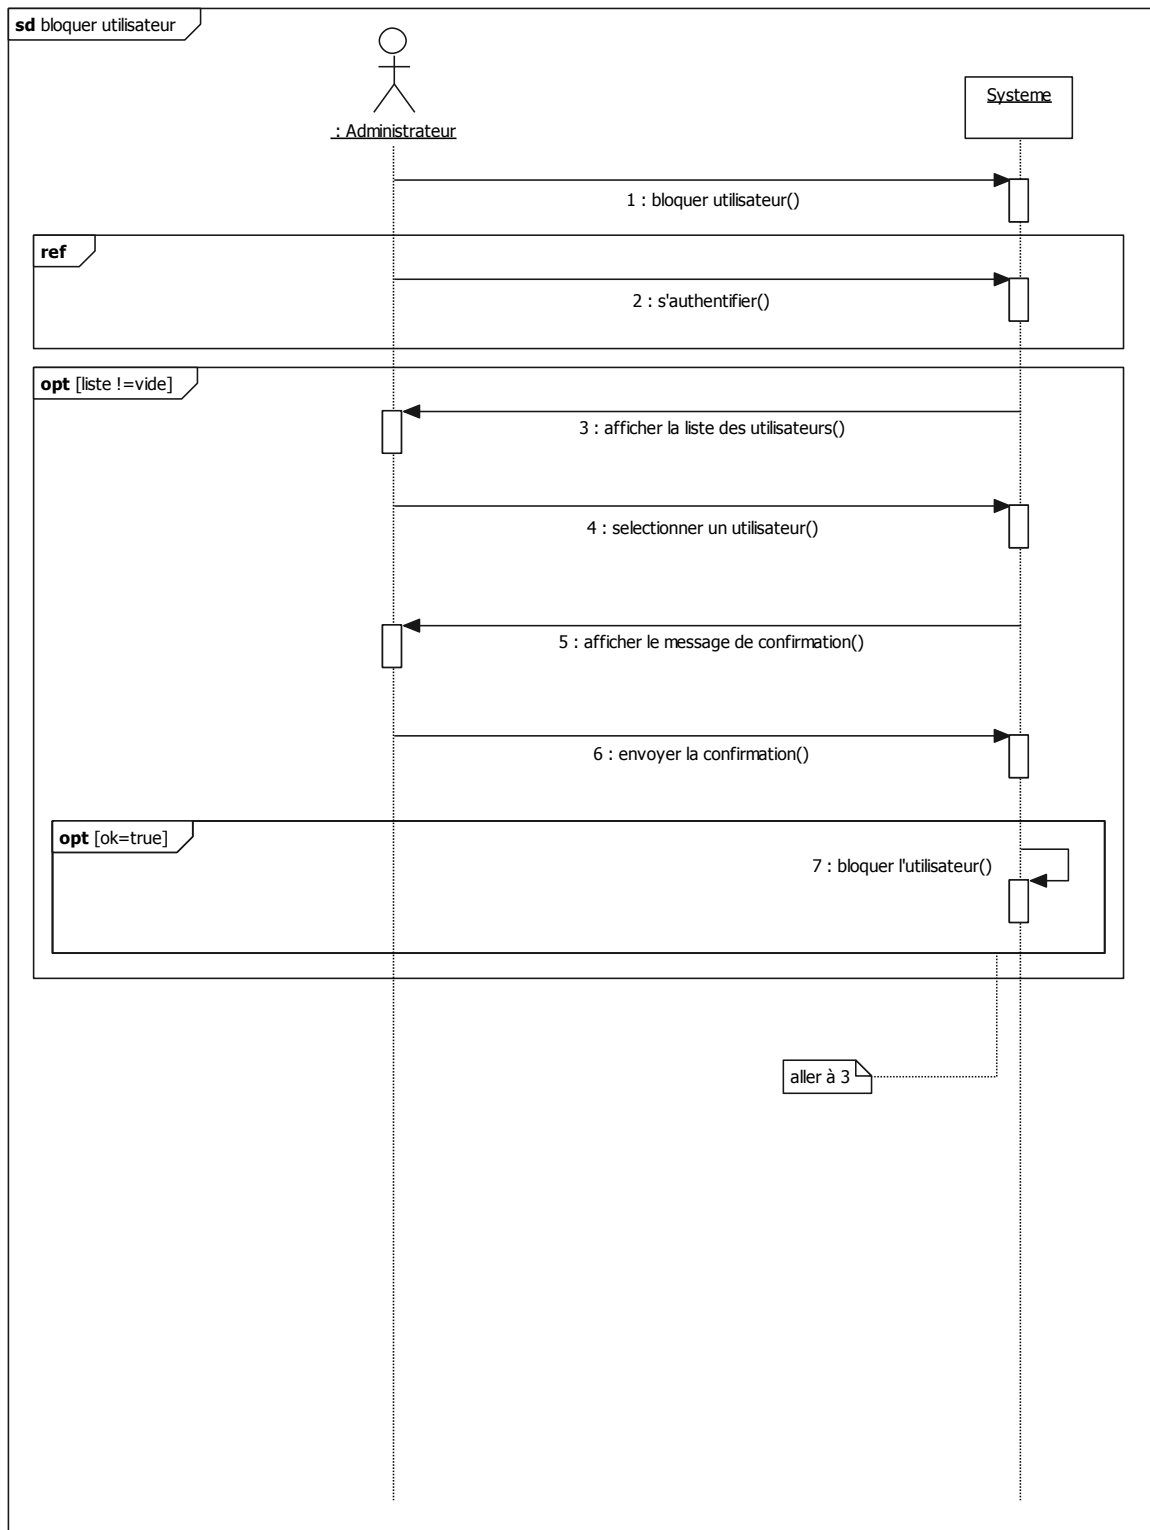 sd bloquer utilisateur
Systeme
: Administrateur
1 : bloquer utilisateur()
ref
2 : s'authentifier()
opt [liste !=vide]
3 : afficher la liste des utilisateurs()
4 : selectionner un utilisateur()
5 : afficher le message de confirmation()
6 : envoyer la confirmation()
opt [ok=true]
7 : bloquer l'utilisateur()
aller à 3